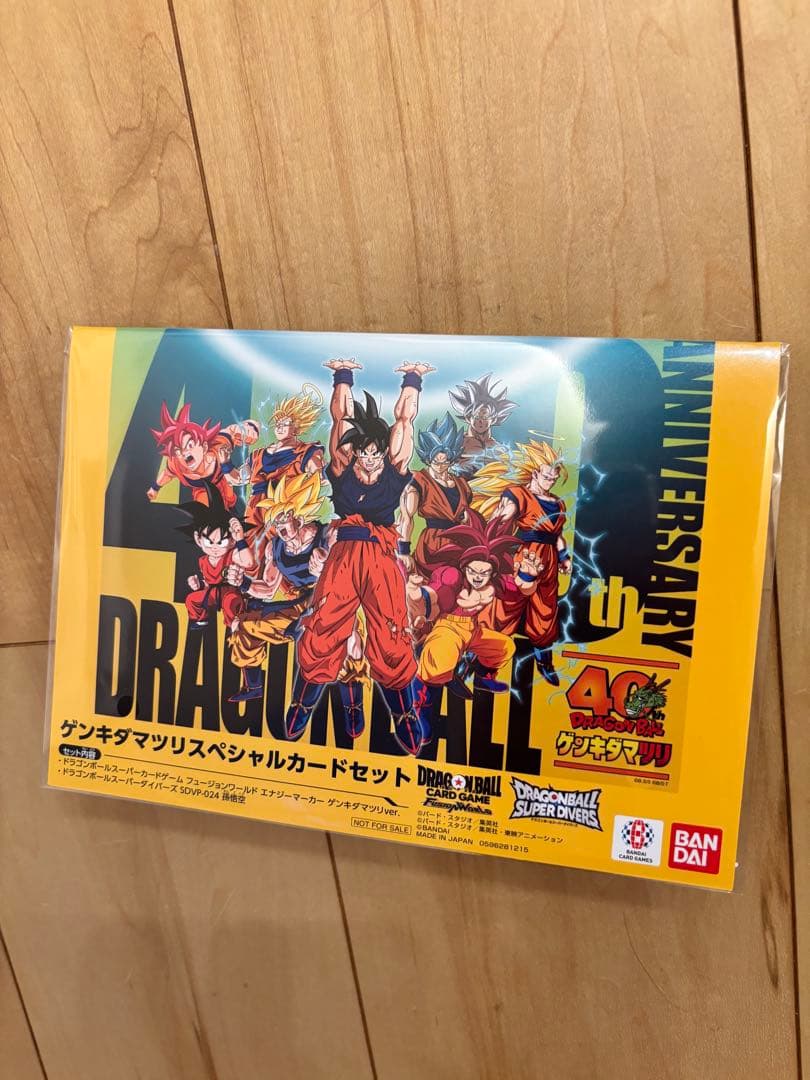 40th
ANNIVERSARY
DRAGON BALL
40th
DRAGON BALL
ゲンキダマツリ
ゲンキダマツリスペシャルカードセット
セット内容
・ドラゴンボールスーパーカードゲーム フュージョンワールド エナジーマーカー ゲンキダマツリver.
・ドラゴンボールスーパーダイバーズ SDVP-024 孫悟空
NOT FOR SALE
DRAGON BALL
CARD GAME
Fusion World
DRAGONBALL
SUPER DIVERS
©バード・スタジオ/集英社
©バード・スタジオ/集英社・東映アニメーション
©BANDAI
MADE IN JAPAN 0596281215
BANDAI
CARD GAMES
BAN
DAI